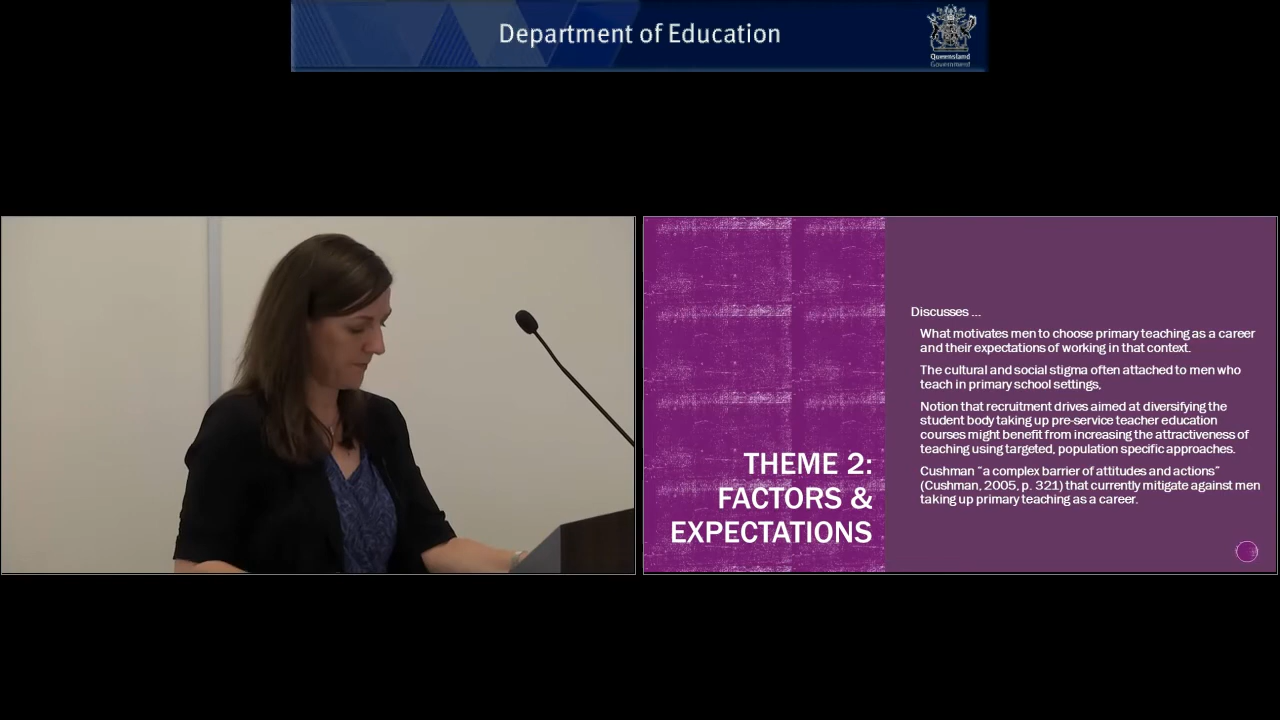 Department of Education
Queensland
Government
THEME 2:
FACTORS &
EXPECTATIONS
Discusses ...
What motivates men to choose primary teaching as a career
and their expectations of working in that context.
The cultural and social stigma often attached to men who
teach in primary school settings,
Notion that recruitment drives aimed at diversifying the
student body taking up pre-service teacher education
courses might benefit from increasing the attractiveness of
teaching using targeted, population specific approaches.
Cushman "a complex barrier of attitudes and actions"
(Cushman, 2005, p. 321) that currently mitigate against men
taking up primary teaching as a career.